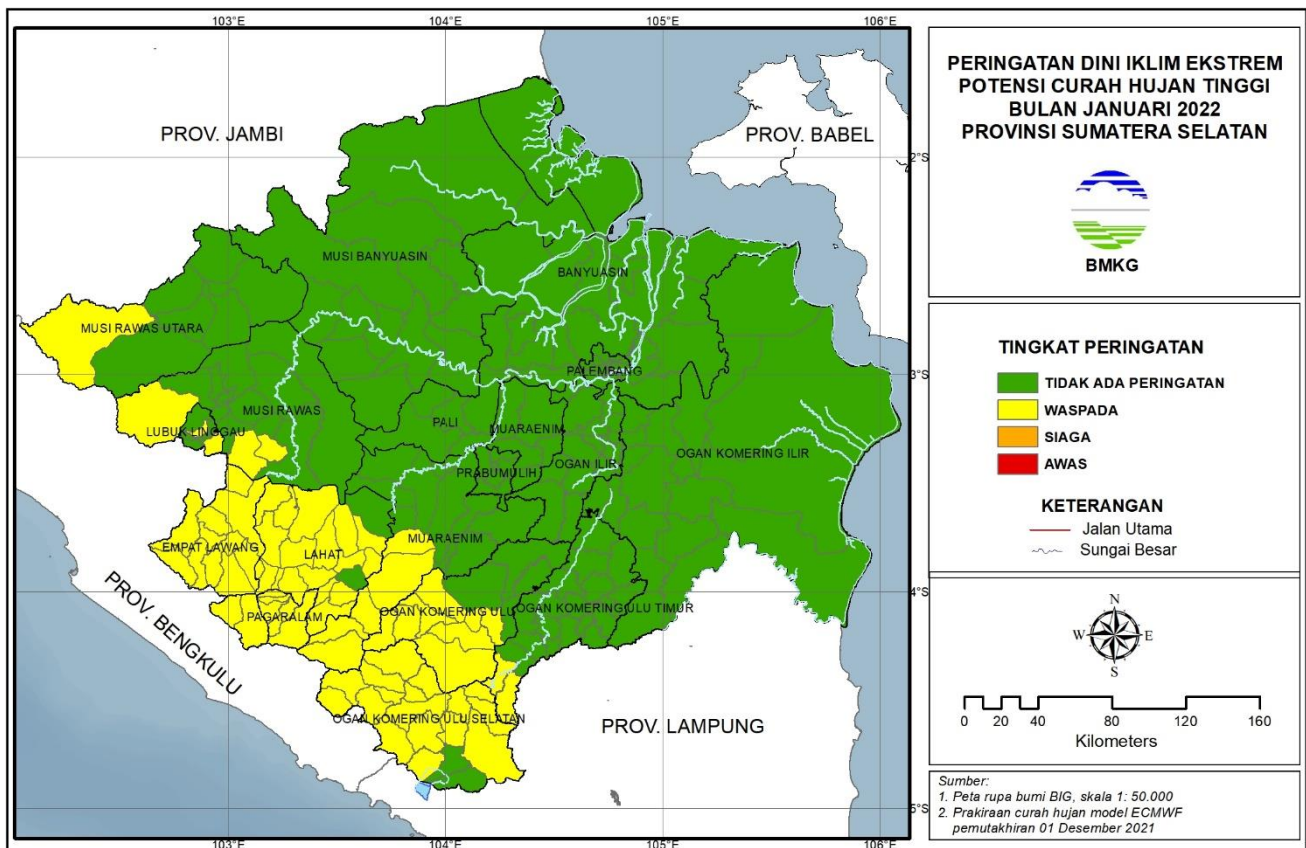 103°E 104°E 105°E 106°E
PROV. JAMBI
PROV. BABEL
2°S
MUSI BANYUASIN
BANYUASIN
MUSI RAWAS UTARA
3°S
PALEMBANG
MUSI RAWAS
LUBUK LINGGAU
PALI
MUARAENIM
OGAN KOMERING ILIR
OGAN ILIR
PRABUMULIH
MUARAENIM
EMPAT LAWANG
LAHAT
4°S
PAGARALAM
OGAN KOMERING ULU
OGAN KOMERING ULU TIMUR
PROV. BENGKULU
OGAN KOMERING ULU SELATAN
PROV. LAMPUNG
5°S
103°E 104°E 105°E 106°E
PERINGATAN DINI IKLIM EKSTREM
POTENSI CURAH HUJAN TINGGI
BULAN JANUARI 2022
PROVINSI SUMATERA SELATAN
BMKG
TINGKAT PERINGATAN
TIDAK ADA PERINGATAN
WASPADA
SIAGA
AWAS
KETERANGAN
Jalan Utama
Sungai Besar
N
W E
S
0 20 40 80 120 160
Kilometers
Sumber:
1. Peta rupa bumi BIG, skala 1: 50.000
2. Prakiraan curah hujan model ECMWF
pemutakhiran 01 Desember 2021